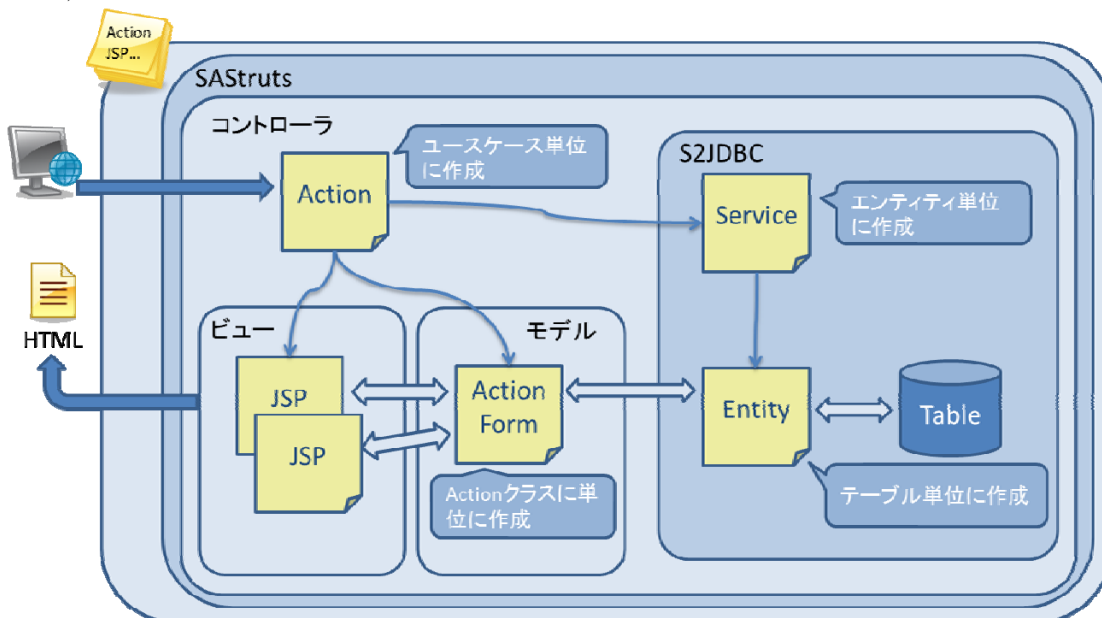 Action
JSP...
SAStruts
コントローラ
ユースケース単位
に作成
Action
S2JDBC
Service
エンティティ単位
に作成
HTML
ビュー
JSP
JSP
モデル
Action
Form
Actionクラスに単
位に作成
Entity
Table
テーブル単位に作成